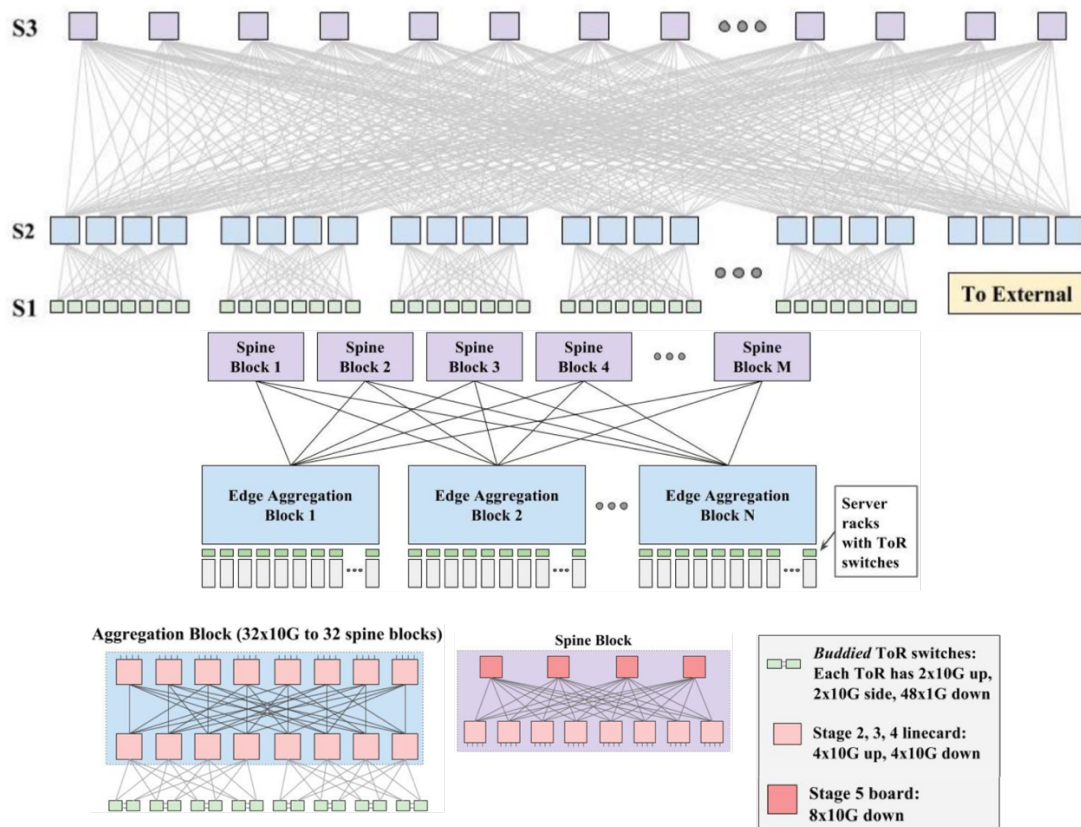 S3
S2
S1
To External
Spine
Block 1
Spine
Block 2
Spine
Block 3
Spine
Block 4
Spine
Block M
Edge Aggregation
Block 1
Edge Aggregation
Block 2
Edge Aggregation
Block N
Server
racks
with ToR
switches
Aggregation Block (32x10G to 32 spine blocks)
Spine Block
Buddied ToR switches:
Each ToR has 2x10G up,
2x10G side, 48x1G down
Stage 2, 3, 4 linecard:
4x10G up, 4x10G down
Stage 5 board:
8x10G down